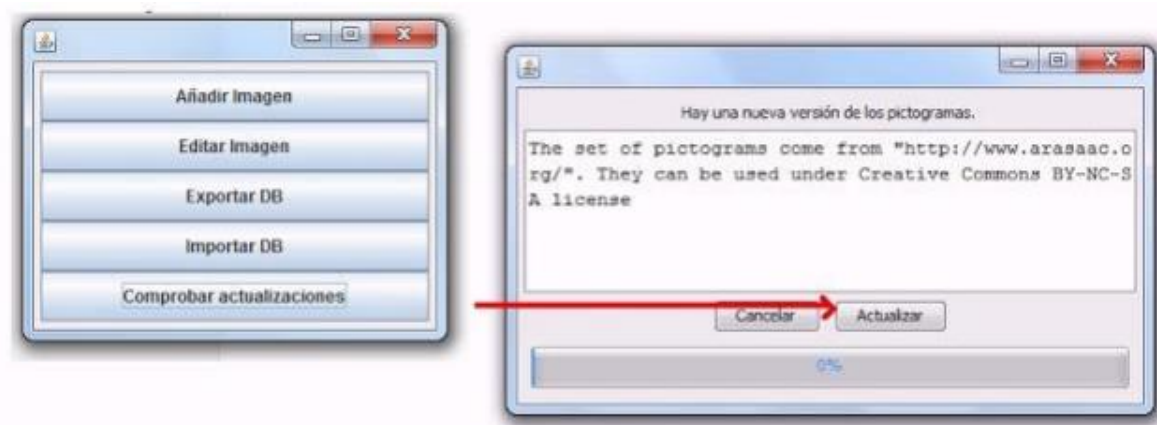 Añadir Imagen
Editar Imagen
Exportar DB
Importar DB
Comprobar actualizaciones
Hay una nueva versión de los pictogramas.
The set of pictograms come from "http://www.arasaac.o
rg/". They can be used under Creative Commons BY-NC-S
A license
Cancelar
Actualizar
0%